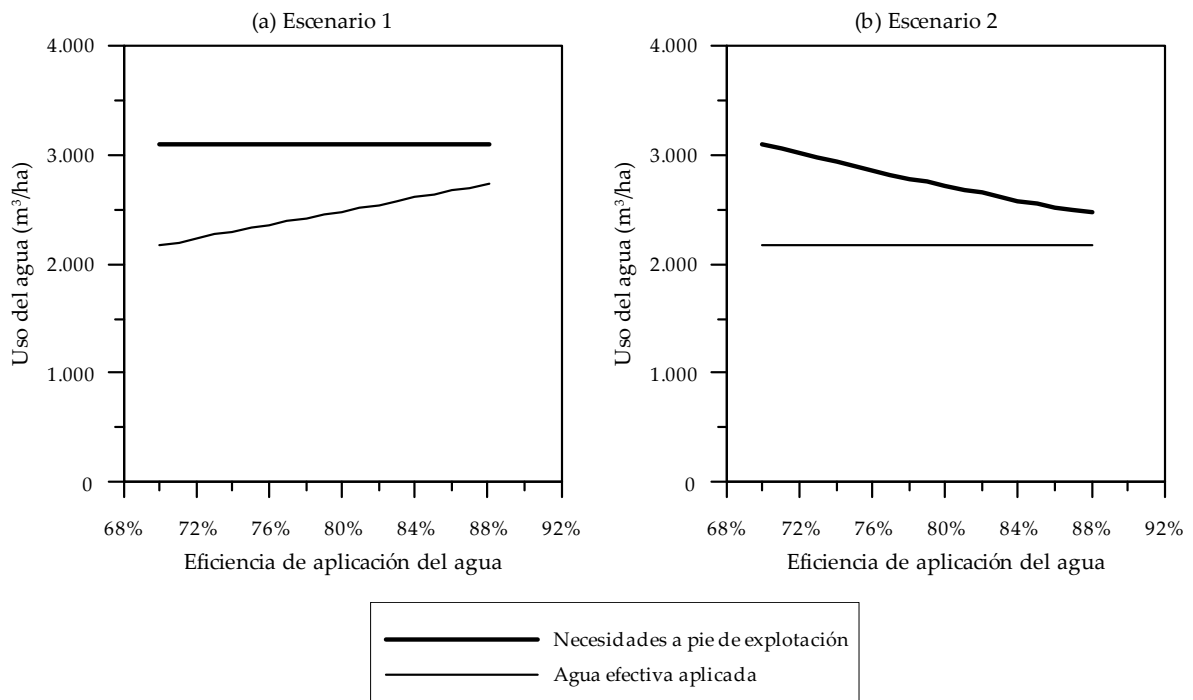 (a) Escenario 1
4.000
3.000
2.000
1.000
0
Uso del agua (m³/ha)
68% 72% 76% 80% 84% 88% 92%
Eficiencia de aplicación del agua
(b) Escenario 2
4.000
3.000
2.000
1.000
0
Uso del agua (m³/ha)
68% 72% 76% 80% 84% 88% 92%
Eficiencia de aplicación del agua
Necesidades a pie de explotación
Agua efectiva aplicada